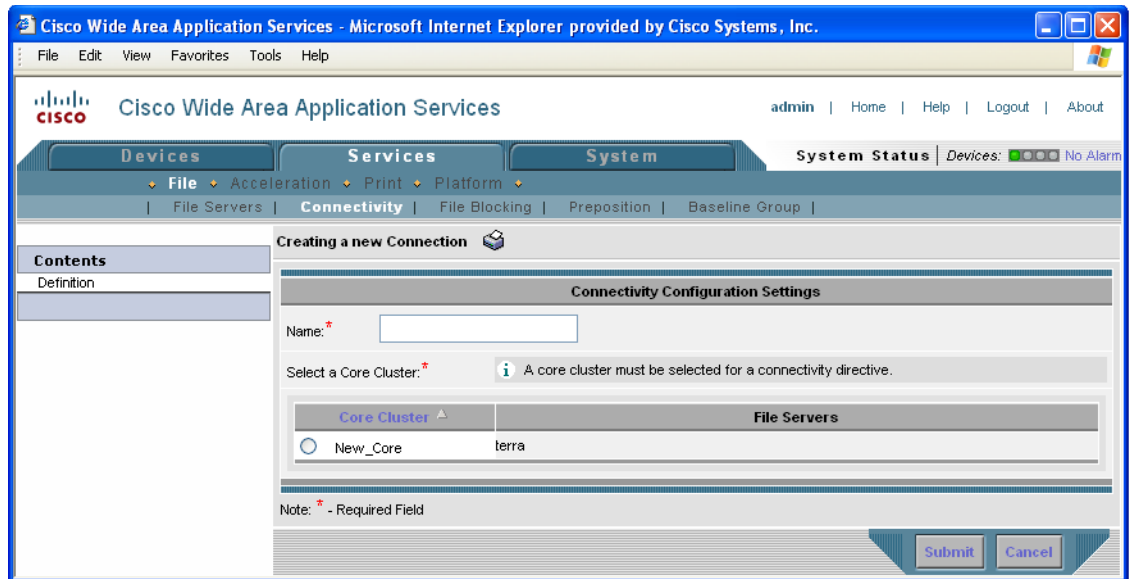 Cisco Wide Area Application Services - Microsoft Internet Explorer provided by Cisco Systems, Inc.
File Edit View Favorites Tools Help
CISCO Cisco Wide Area Application Services admin | Home | Help | Logout | About
Devices Services System System Status | Devices: No Alarm
File Acceleration Print Platform
| File Servers | Connectivity | File Blocking | Preposition | Baseline Group |
Contents
Definition
Creating a new Connection
Connectivity Configuration Settings
Name:*
Select a Core Cluster:* i A core cluster must be selected for a connectivity directive.
Core Cluster File Servers
New_Core terra
Note: * - Required Field
Submit Cancel